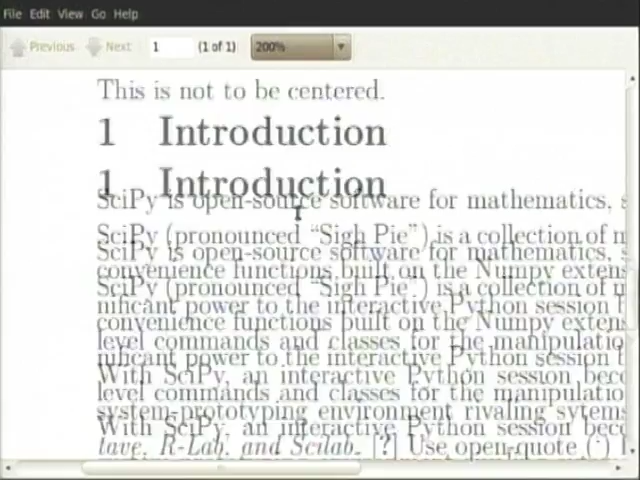 File Edit View Go Help
Previous Next 1 (1 of 1) 200%
This is not to be centered.
1 Introduction
1 Introduction
SciPy is open-source software for mathematics, s
SciPy (pronounced “Sigh Pie”) is a collection of m
SciPy is open-source software for mathematics, s
convenience functions built on the Numpy extens
SciPy (pronounced “Sigh Pie”) is a collection of m
nificant power to the interactive Python session
convenience functions built on the Numpy extens
level commands and classes for the manipulatio
nificant power to the interactive Python session t
With SciPy, an interactive Python session beco
level commands and classes for the manipulatio
system-prototyping environment rivaling sytems
With SciPy, an interactive Python session beco
lave, R-Lab, and Scilab. [?] Use open-quote (`)